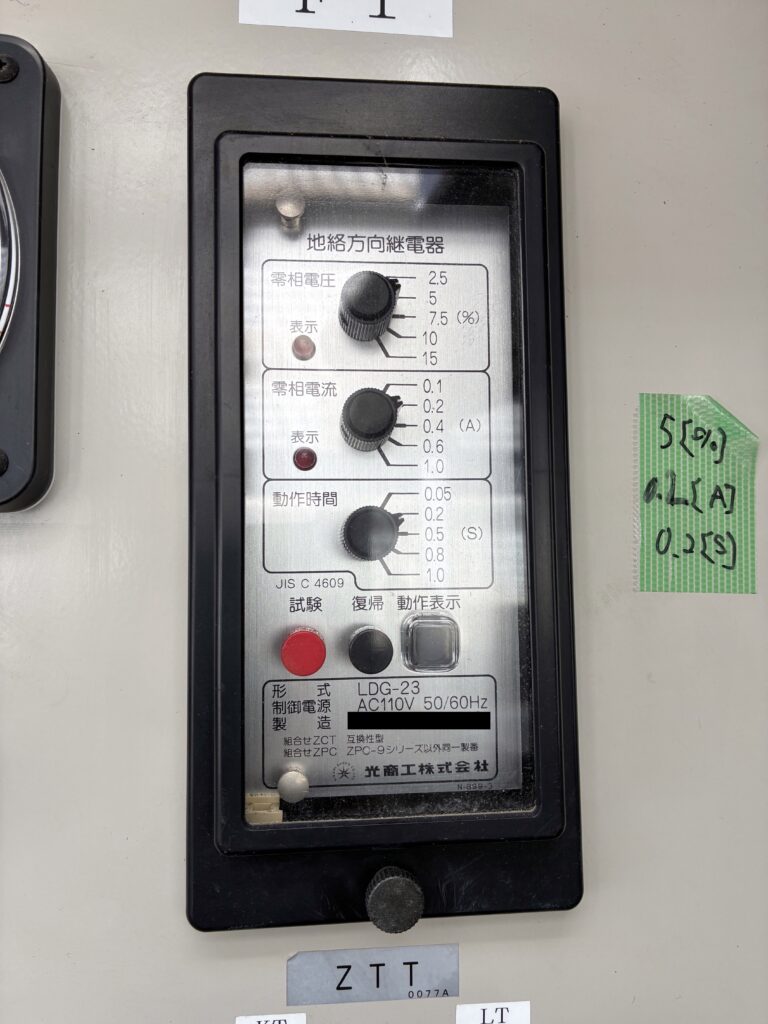 地絡方向継電器
零相電圧
表示
2.5
5
7.5 (%)
10
15
零相電流
表示
0.1
0.2
0.4 (A)
0.6
1.0
動作時間
0.05
0.2
0.5 (S)
0.8
1.0
JIS C 4609
試験 復帰 動作表示
形式 LDG-23
制御電源 AC110V 50/60Hz
製造
組合せZCT 互換性型
組合せZPC ZPC-9シリーズ以外同一製番
光商工株式会社
5[%]
0.2[S]
ZTT
0077A
LT